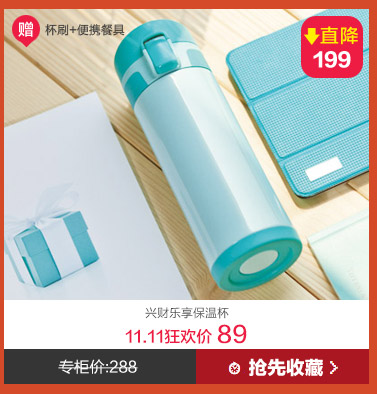 赠 杯刷+便携餐具
直降
199
兴财乐享保温杯
11.11狂欢价 89
专柜价:288 抢先收藏